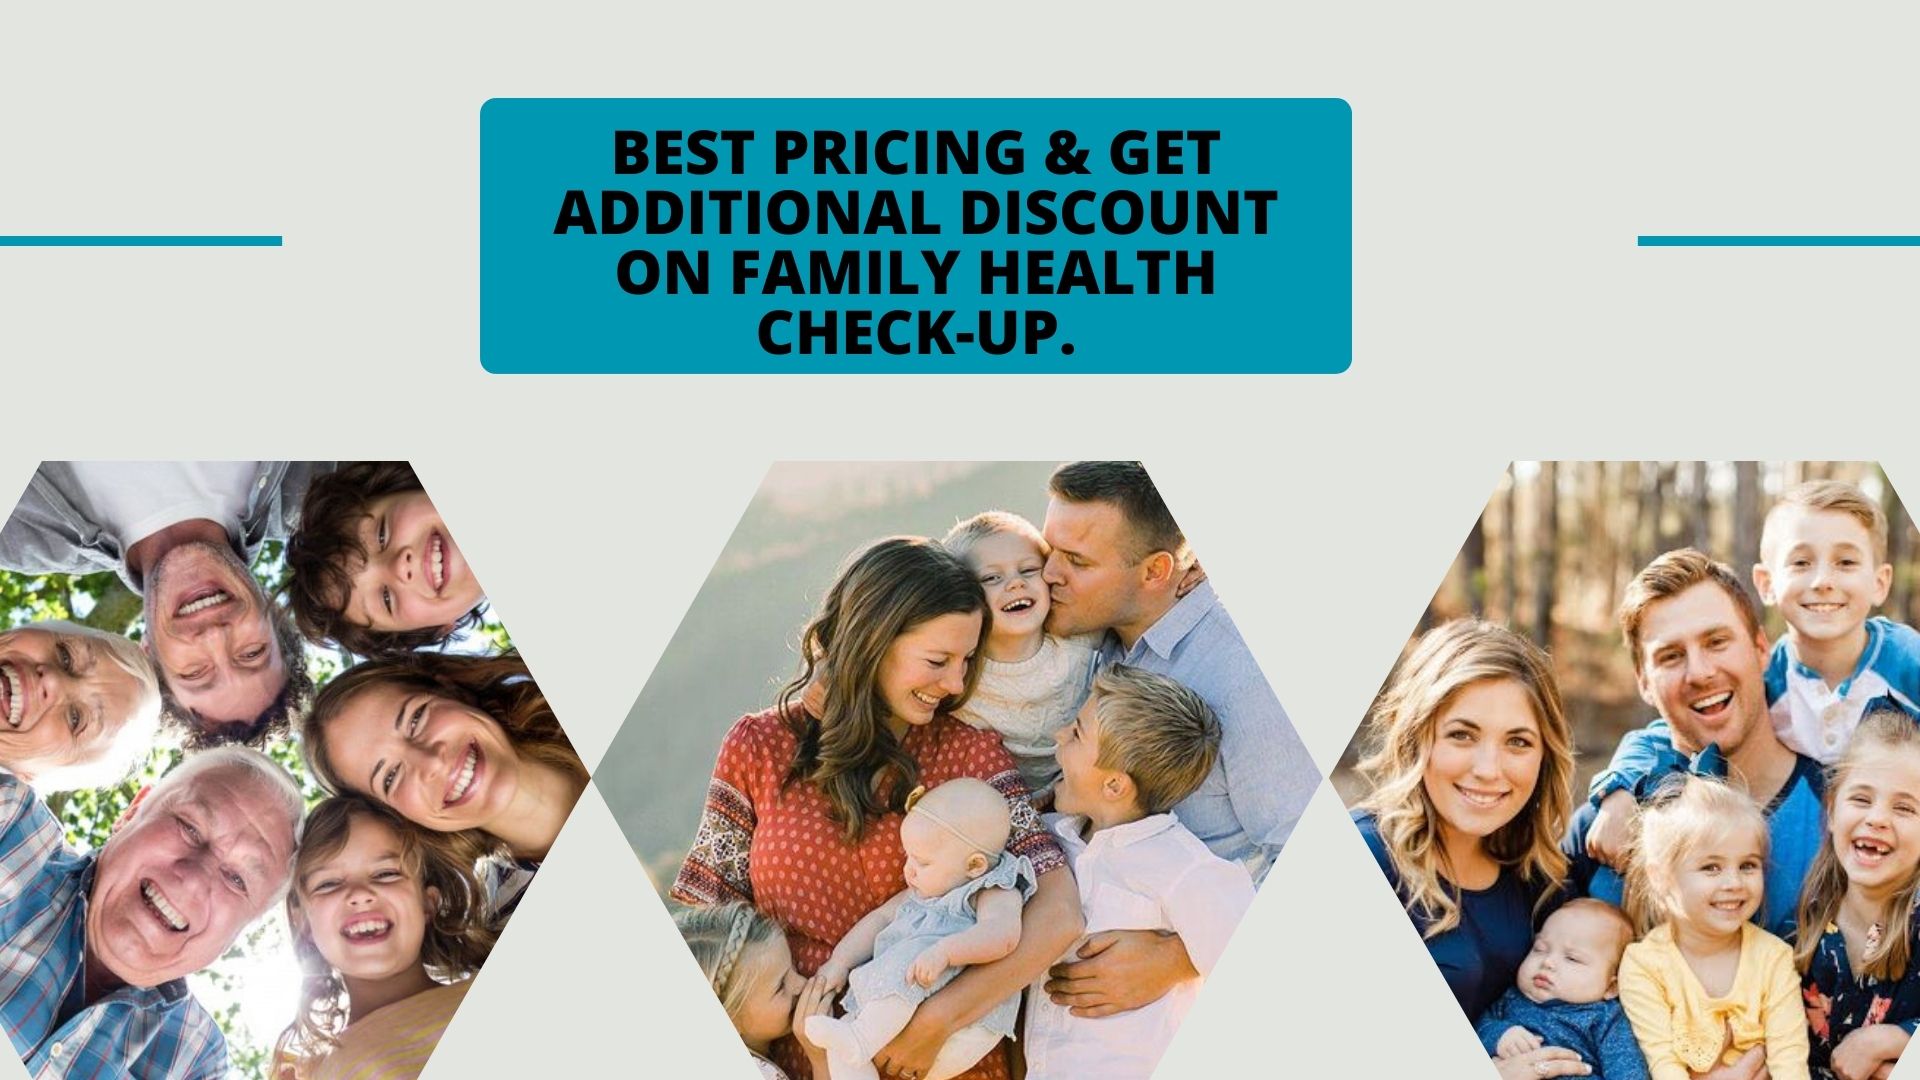 BEST PRICING & GET
ADDITIONAL DISCOUNT
ON FAMILY HEALTH
CHECK-UP.